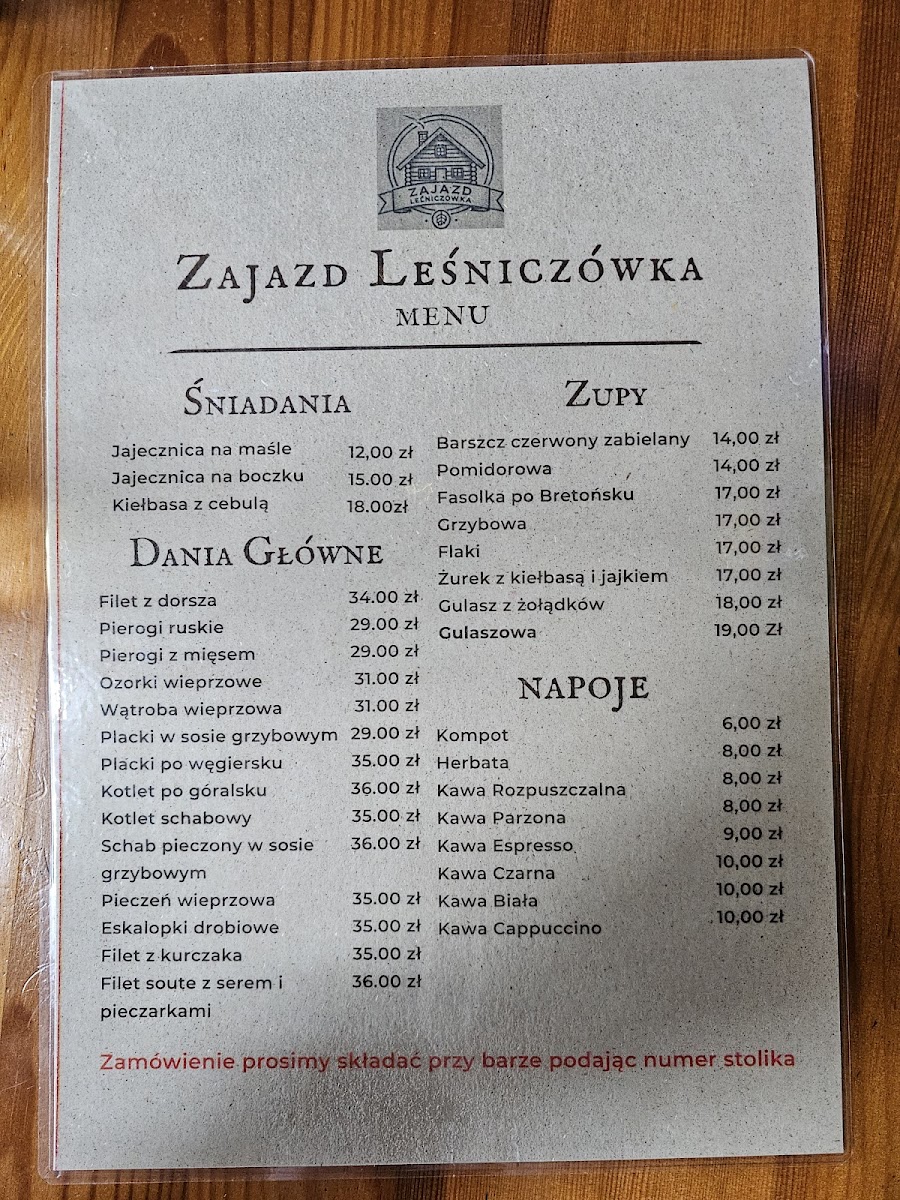 ZAJAZD
LEŚNICZÓWKA
Zajazd Leśniczówka
MENU
Śniadania
Jajecznica na maśle 12,00 zł
Jajecznica na boczku 15.00 zł
Kiełbasa z cebulą 18.00zł
Dania Główne
Filet z dorsza 34.00 zł
Pierogi ruskie 29.00 zł
Pierogi z mięsem 29.00 zł
Ozorki wieprzowe 31.00 zł
Wątroba wieprzowa 31.00 zł
Placki w sosie grzybowym 29.00 zł
Placki po węgiersku 35.00 zł
Kotlet po góralsku 36.00 zł
Kotlet schabowy 35.00 zł
Schab pieczony w sosie 36.00 zł
grzybowym
Pieczeń wieprzowa 35.00 zł
Eskalopki drobiowe 35.00 zł
Filet z kurczaka 35.00 zł
Filet soute z serem i 36.00 zł
pieczarkami
Zupy
Barszcz czerwony zabielany 14,00 zł
Pomidorowa 14,00 zł
Fasolka po Bretońsku 17,00 zł
Grzybowa 17,00 zł
Flaki 17,00 zł
Żurek z kiełbasą i jajkiem 17,00 zł
Gulasz z żołądków 18,00 zł
Gulaszowa 19,00 Zł
NAPOJE
Kompot 6,00 zł
Herbata 8,00 zł
Kawa Rozpuszczalna 8,00 zł
Kawa Parzona 8,00 zł
Kawa Espresso 9,00 zł
Kawa Czarna 10,00 zł
Kawa Biała 10,00 zł
Kawa Cappuccino 10,00 zł
Zamówienie prosimy składać przy barze podając numer stolika